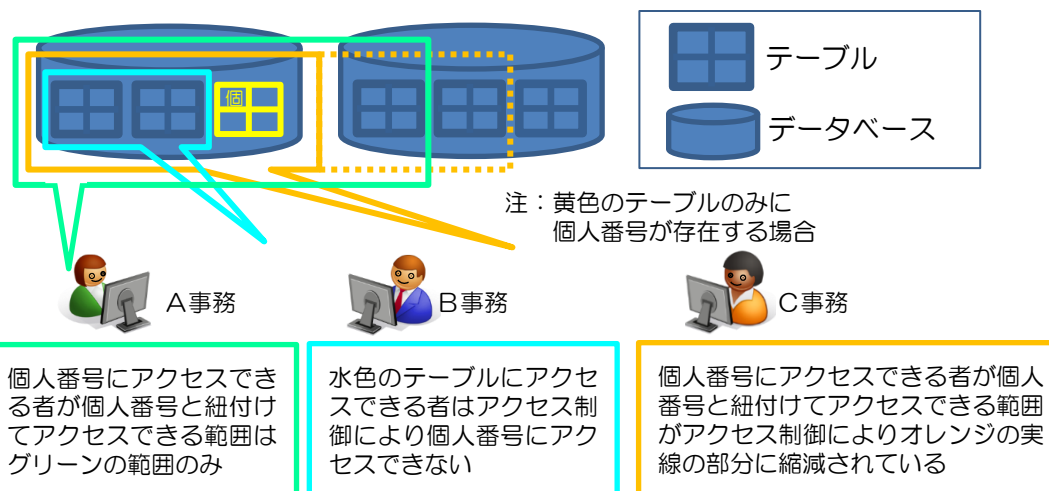 個
テーブル
データベース
注：黄色のテーブルのみに
個人番号が存在する場合
Ａ事務
Ｂ事務
Ｃ事務
個人番号にアクセスでき
る者が個人番号と紐付け
てアクセスできる範囲は
グリーンの範囲のみ
水色のテーブルにアクセ
スできる者はアクセス制
御により個人番号にアク
セスできない
個人番号にアクセスできる者が個人
番号と紐付けてアクセスできる範囲
がアクセス制御によりオレンジの実
線の部分に縮減されている